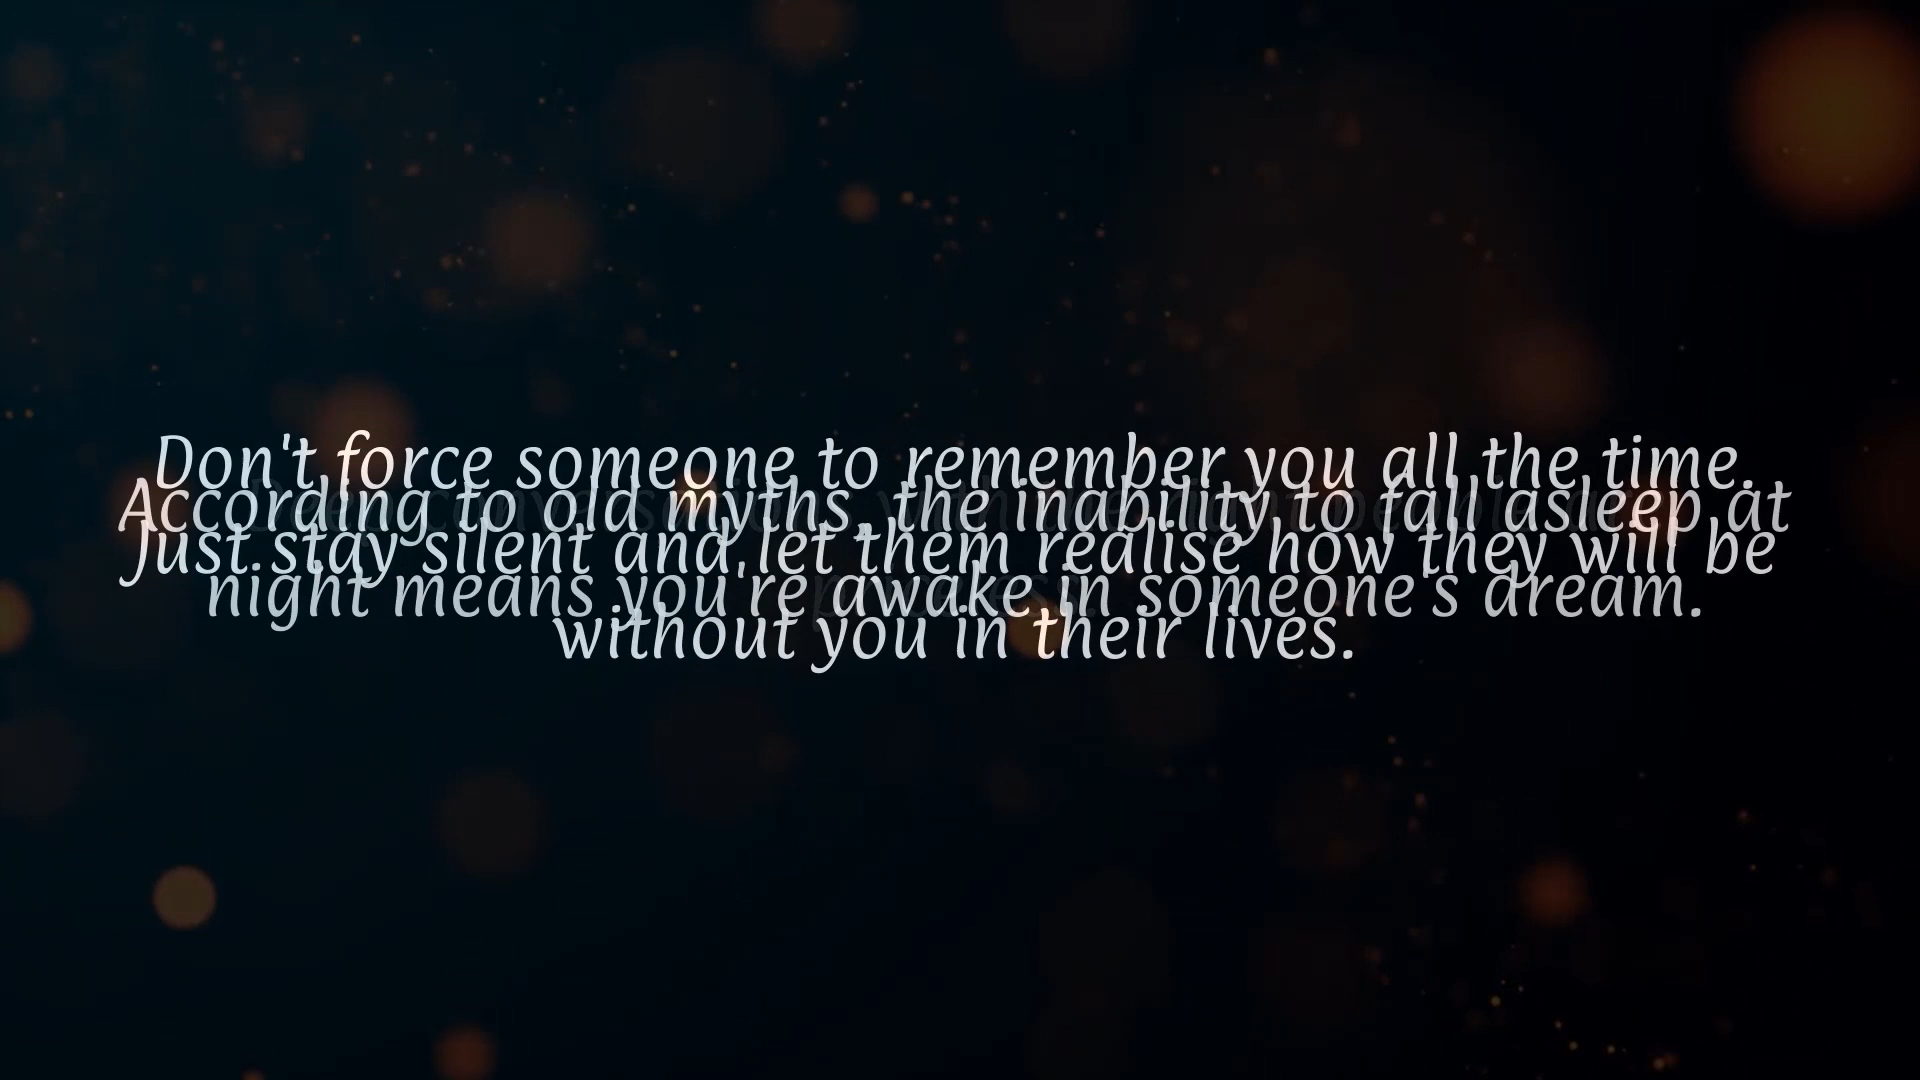 Don't force someone to remember you all the time.
According to old myths, the inability to fall asleep at
Just stay silent and let them realise how they will be
night means you're awake in someone's dream.
without you in their lives.